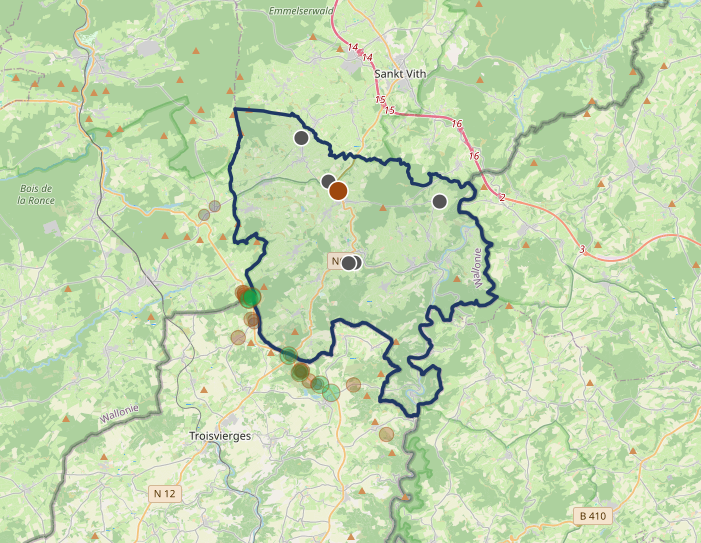 Emmelserwald
14
14
Sankt Vith
15
15
16
16
Bois de
la Ronce
2
3
Wallonie
N
Wallonie
Troisvierges
N 12
B 410